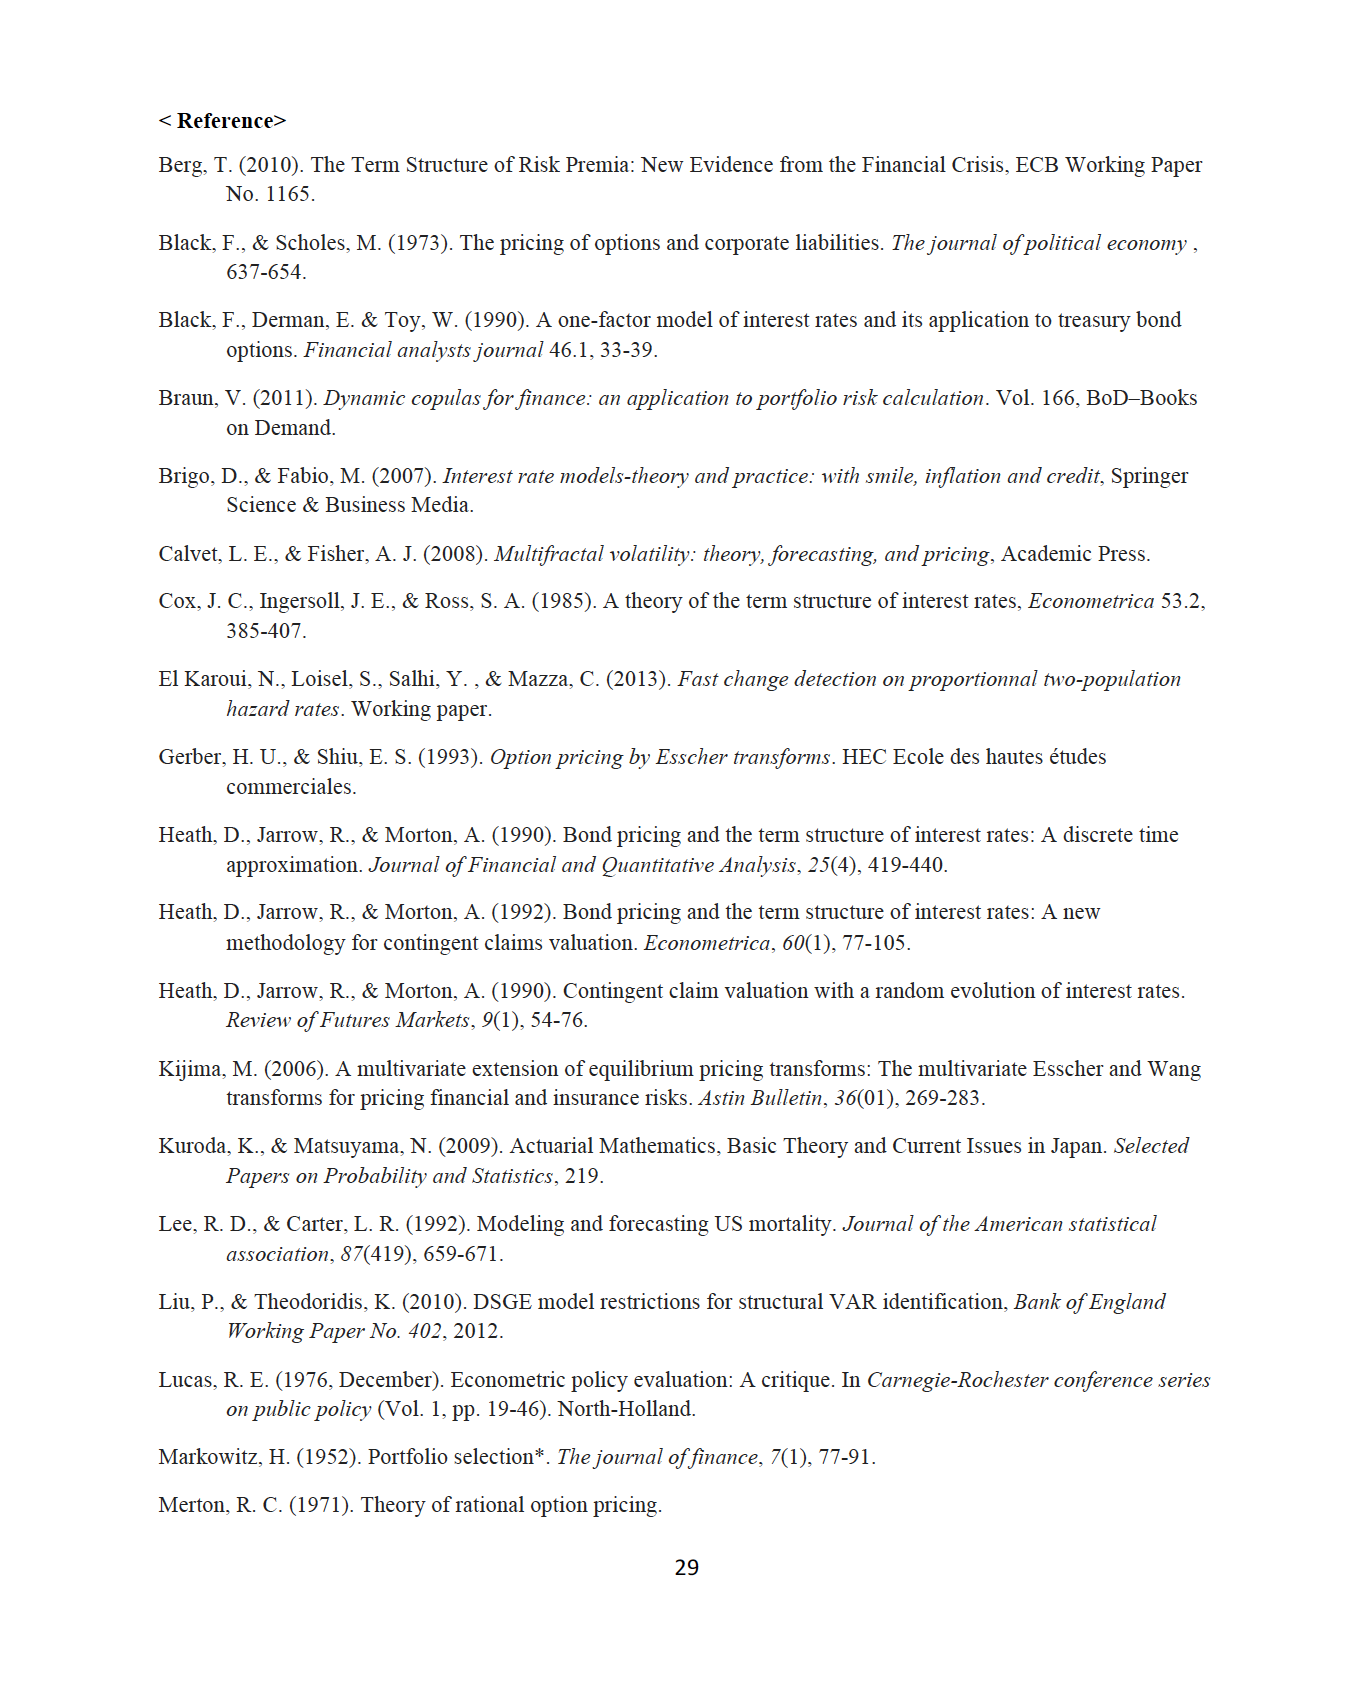 < Reference>
Berg, T. (2010). The Term Structure of Risk Premia: New Evidence from the Financial Crisis, ECB Working Paper
No. 1165.
Black, F., & Scholes, M. (1973). The pricing of options and corporate liabilities. The journal of political economy ,
637-654.
Black, F., Derman, E. & Toy, W. (1990). A one-factor model of interest rates and its application to treasury bond
options. Financial analysts journal 46.1, 33-39.
Braun, V. (2011). Dynamic copulas for finance: an application to portfolio risk calculation. Vol. 166, BoD–Books
on Demand.
Brigo, D., & Fabio, M. (2007). Interest rate models-theory and practice: with smile, inflation and credit, Springer
Science & Business Media.
Calvet, L. E., & Fisher, A. J. (2008). Multifractal volatility: theory, forecasting, and pricing, Academic Press.
Cox, J. C., Ingersoll, J. E., & Ross, S. A. (1985). A theory of the term structure of interest rates, Econometrica 53.2,
385-407.
El Karoui, N., Loisel, S., Salhi, Y. , & Mazza, C. (2013). Fast change detection on proportionnal two-population
hazard rates. Working paper.
Gerber, H. U., & Shiu, E. S. (1993). Option pricing by Esscher transforms. HEC Ecole des hautes études
commerciales.
Heath, D., Jarrow, R., & Morton, A. (1990). Bond pricing and the term structure of interest rates: A discrete time
approximation. Journal of Financial and Quantitative Analysis, 25(4), 419-440.
Heath, D., Jarrow, R., & Morton, A. (1992). Bond pricing and the term structure of interest rates: A new
methodology for contingent claims valuation. Econometrica, 60(1), 77-105.
Heath, D., Jarrow, R., & Morton, A. (1990). Contingent claim valuation with a random evolution of interest rates.
Review of Futures Markets, 9(1), 54-76.
Kijima, M. (2006). A multivariate extension of equilibrium pricing transforms: The multivariate Esscher and Wang
transforms for pricing financial and insurance risks. Astin Bulletin, 36(01), 269-283.
Kuroda, K., & Matsuyama, N. (2009). Actuarial Mathematics, Basic Theory and Current Issues in Japan. Selected
Papers on Probability and Statistics, 219.
Lee, R. D., & Carter, L. R. (1992). Modeling and forecasting US mortality. Journal of the American statistical
association, 87(419), 659-671.
Liu, P., & Theodoridis, K. (2010). DSGE model restrictions for structural VAR identification, Bank of England
Working Paper No. 402, 2012.
Lucas, R. E. (1976, December). Econometric policy evaluation: A critique. In Carnegie-Rochester conference series
on public policy (Vol. 1, pp. 19-46). North-Holland.
Markowitz, H. (1952). Portfolio selection*. The journal of finance, 7(1), 77-91.
Merton, R. C. (1971). Theory of rational option pricing.
29